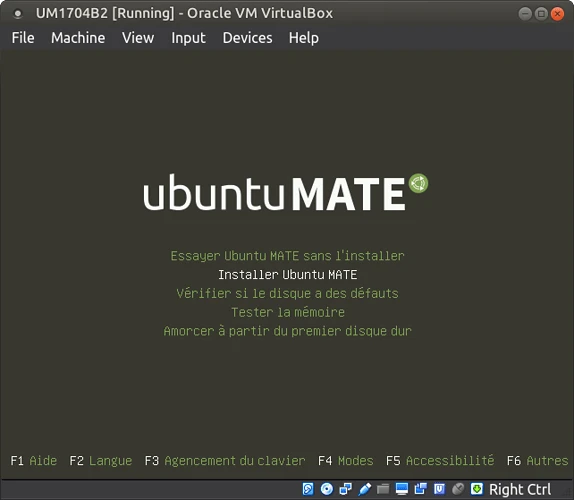 UM1704B2 [Running] - Oracle VM VirtualBox
File Machine View Input Devices Help
ubuntu MATE
Essayer Ubuntu MATE sans l'installer
Installer Ubuntu MATE
Vérifier si le disque a des défauts
Tester la mémoire
Amorcer à partir du premier disque dur
F1 Aide F2 Langue F3 Agencement du clavier F4 Modes F5 Accessibilité F6 Autres
Right Ctrl